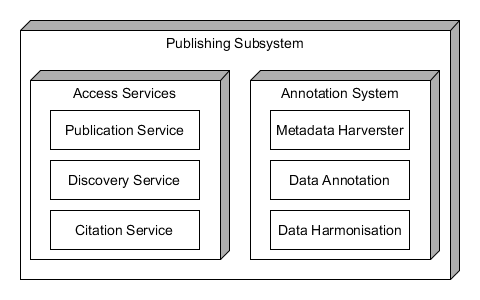 Publishing Subsystem
Access Services
Publication Service
Discovery Service
Citation Service
Annotation System
Metadata Harverster
Data Annotation
Data Harmonisation